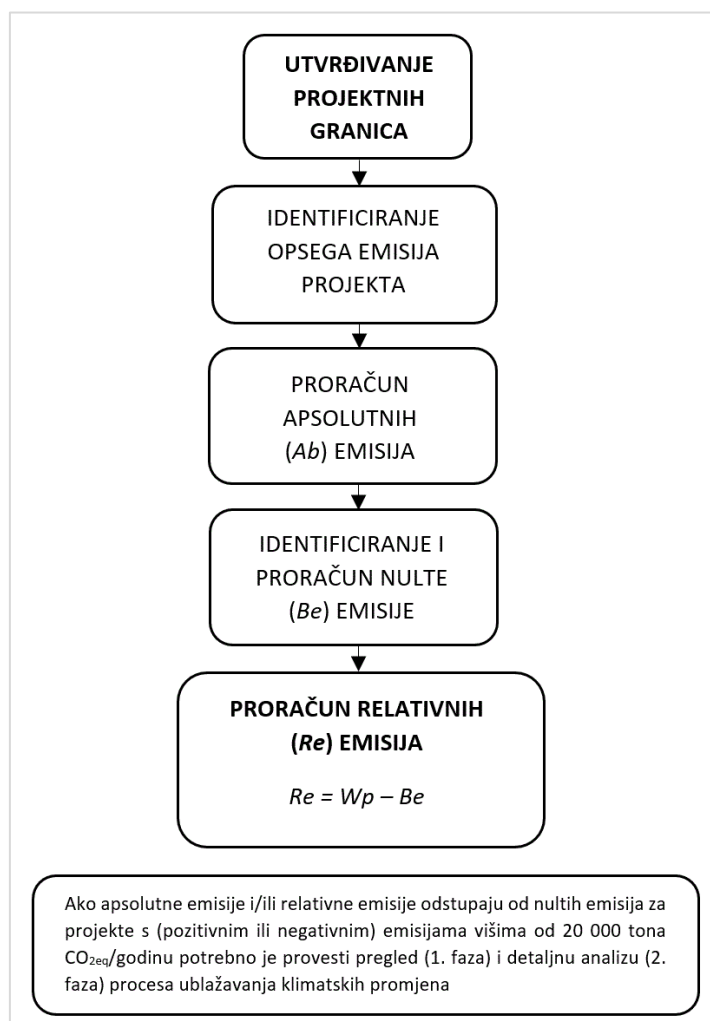 UTVRĐIVANJE
PROJEKTNIH
GRANICA
IDENTIFICIRANJE
OPSEGA EMISIJA
PROJEKTA
PRORAČUN
APSOLUTNIH
(Ab) EMISIJA
IDENTIFICIRANJE I
PRORAČUN NULTE
(Be) EMISIJE
PRORAČUN RELATIVNIH
(Re) EMISIJA
Re = Wp – Be
Ako apsolutne emisije i/ili relativne emisije odstupaju od nultih emisija za
projekte s (pozitivnim ili negativnim) emisijama višima od 20 000 tona
CO2eq/godinu potrebno je provesti pregled (1. faza) i detaljnu analizu (2.
faza) procesa ublažavanja klimatskih promjena